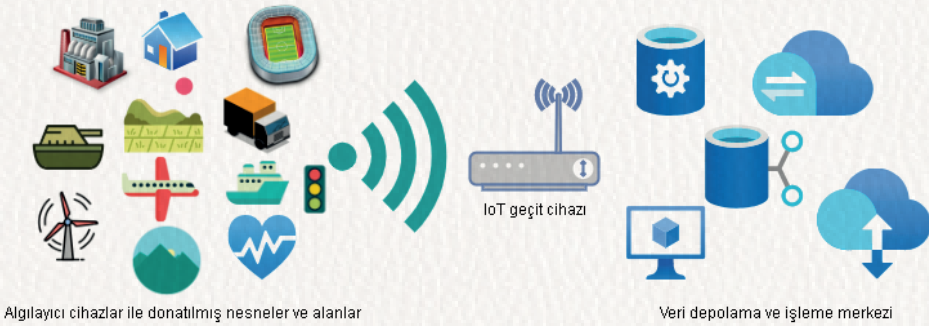 IoT geçit cihazı
Algılayıcı cihazlar ile donatılmış nesneler ve alanlar
Veri depolama ve işleme merkezi